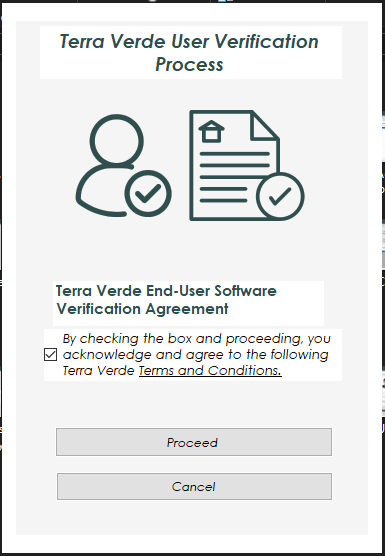 Terra Verde User Verification
Process
Terra Verde End-User Software
Verification Agreement
By checking the box and proceeding, you
acknowledge and agree to the following
Terra Verde Terms and Conditions.
Proceed
Cancel